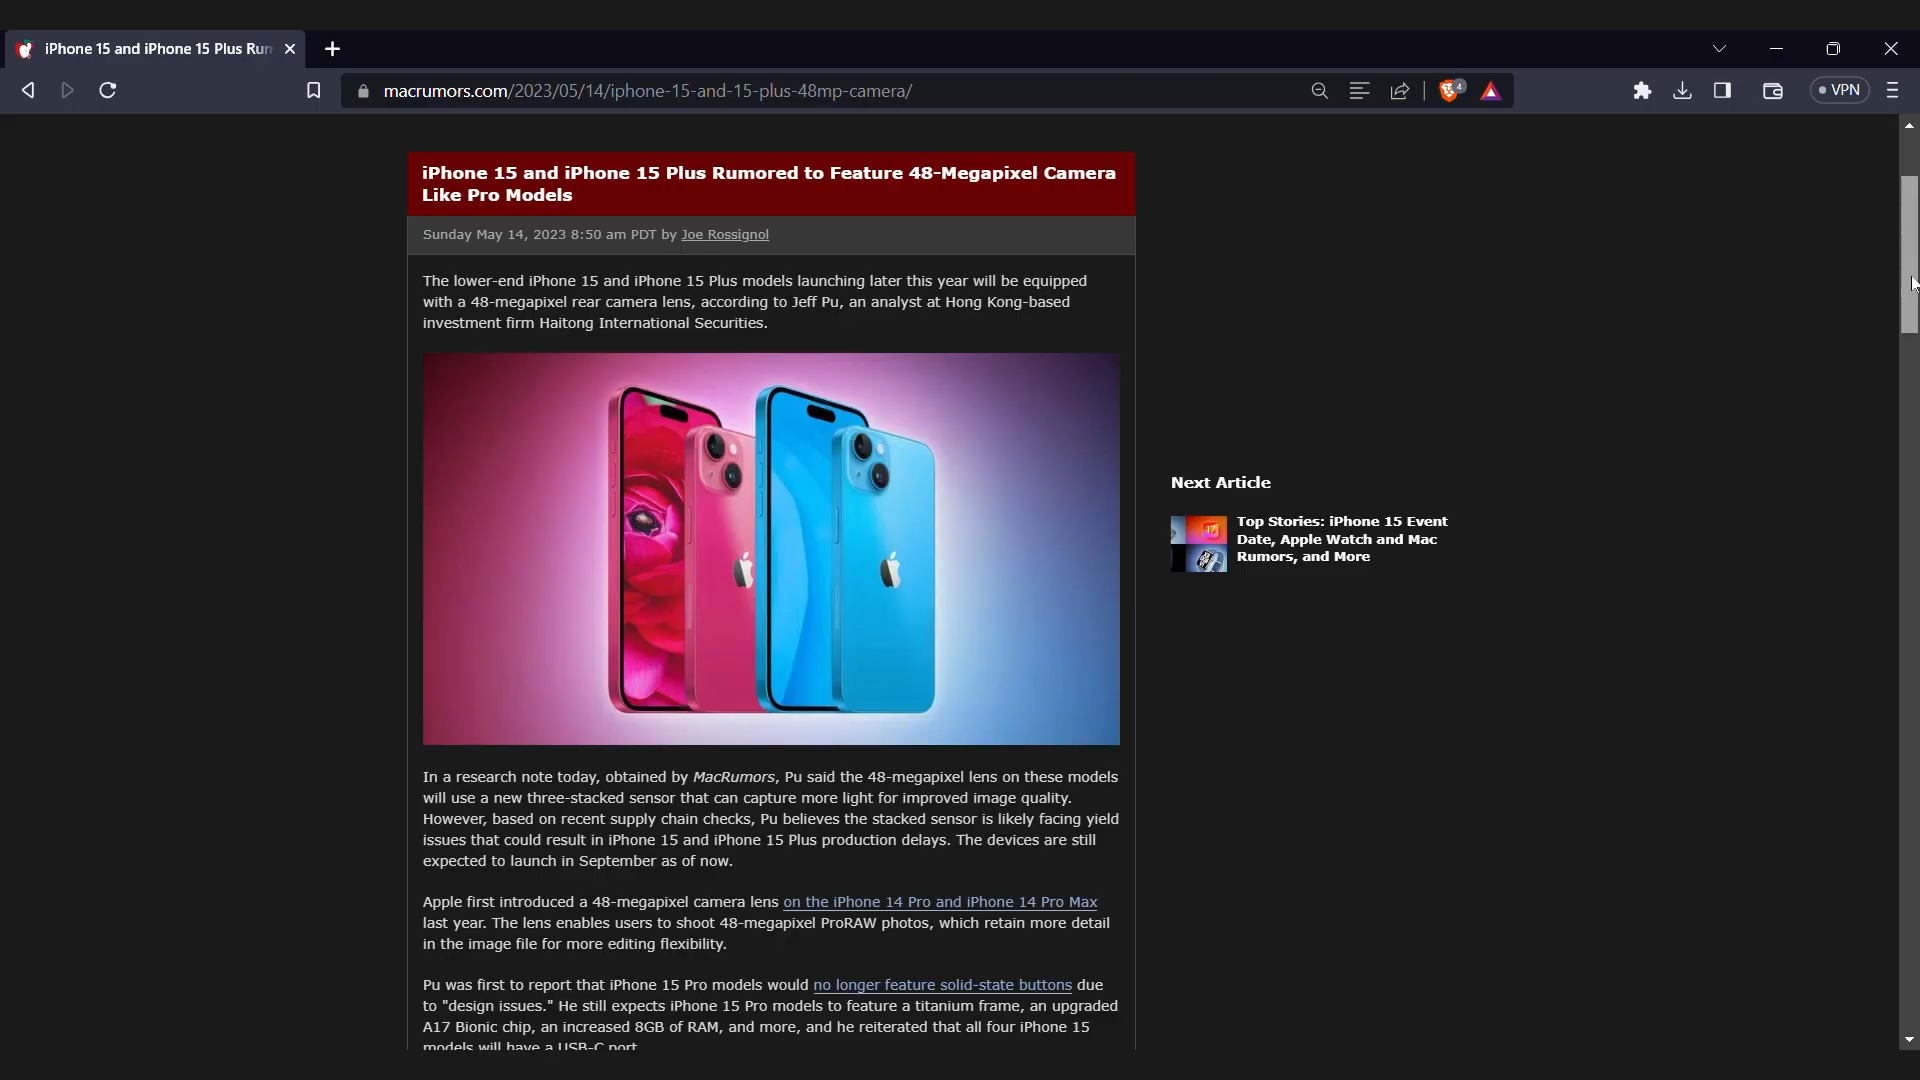 iPhone 15 and iPhone 15 Plus Rum
macrumors.com/2023/05/14/iphone-15-and-15-plus-48mp-camera/
4
VPN
iPhone 15 and iPhone 15 Plus Rumored to Feature 48-Megapixel Camera
Like Pro Models
Sunday May 14, 2023 8:50 am PDT by Joe Rossignol
The lower-end iPhone 15 and iPhone 15 Plus models launching later this year will be equipped
with a 48-megapixel rear camera lens, according to Jeff Pu, an analyst at Hong Kong-based
investment firm Haitong International Securities.
Next Article
17
Top Stories: iPhone 15 Event
Date, Apple Watch and Mac
Rumors, and More
In a research note today, obtained by MacRumors, Pu said the 48-megapixel lens on these models
will use a new three-stacked sensor that can capture more light for improved image quality.
However, based on recent supply chain checks, Pu believes the stacked sensor is likely facing yield
issues that could result in iPhone 15 and iPhone 15 Plus production delays. The devices are still
expected to launch in September as of now.
Apple first introduced a 48-megapixel camera lens on the iPhone 14 Pro and iPhone 14 Pro Max
last year. The lens enables users to shoot 48-megapixel ProRAW photos, which retain more detail
in the image file for more editing flexibility.
Pu was first to report that iPhone 15 Pro models would no longer feature solid-state buttons due
to "design issues." He still expects iPhone 15 Pro models to feature a titanium frame, an upgraded
A17 Bionic chip, an increased 8GB of RAM, and more, and he reiterated that all four iPhone 15
models will have a USB-C port